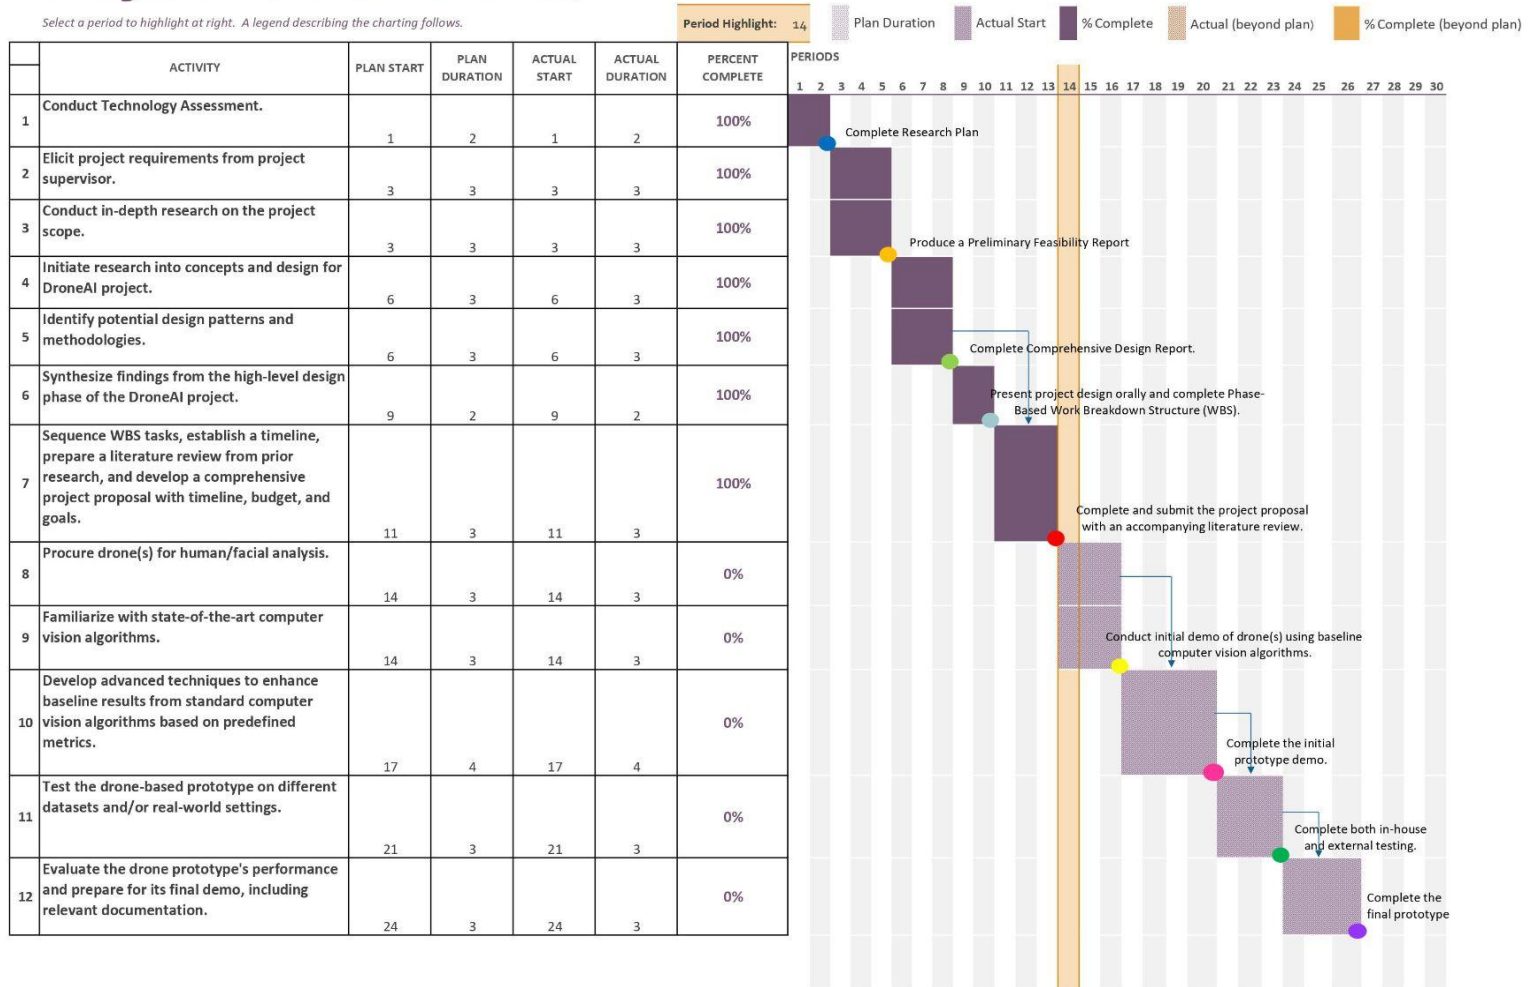 Select a period to highlight at right. A legend describing the charting follows.
Period Highlight: 14
Plan Duration
Actual Start
% Complete
Actual (beyond plan)
% Complete (beyond plan)
ACTIVITY
PLAN START
PLAN
DURATION
ACTUAL
START
ACTUAL
DURATION
PERCENT
COMPLETE
PERIODS
1 2 3 4 5 6 7 8 9 10 11 12 13 14 15 16 17 18 19 20 21 22 23 24 25 26 27 28 29 30
1
Conduct Technology Assessment.
1 2 1 2
100%
Complete Research Plan
2
Elicit project requirements from project
supervisor.
3 3 3 3
100%
3
Conduct in-depth research on the project
scope.
3 3 3 3
100%
Produce a Preliminary Feasibility Report
4
Initiate research into concepts and design for
DroneAI project.
6 3 6 3
100%
5
Identify potential design patterns and
methodologies.
6 3 6 3
100%
Complete Comprehensive Design Report.
6
Synthesize findings from the high-level design
phase of the DroneAI project.
9 2 9 2
100%
Present project design orally and complete Phase-
Based Work Breakdown Structure (WBS).
7
Sequence WBS tasks, establish a timeline,
prepare a literature review from prior
research, and develop a comprehensive
project proposal with timeline, budget, and
goals.
11 3 11 3
100%
Complete and submit the project proposal
with an accompanying literature review.
8
Procure drone(s) for human/facial analysis.
14 3 14 3
0%
9
Familiarize with state-of-the-art computer
vision algorithms.
14 3 14 3
0%
Conduct initial demo of drone(s) using baseline
computer vision algorithms.
10
Develop advanced techniques to enhance
baseline results from standard computer
vision algorithms based on predefined
metrics.
17 4 17 4
0%
Complete the initial
prototype demo.
11
Test the drone-based prototype on different
datasets and/or real-world settings.
21 3 21 3
0%
Complete both in-house
and external testing.
12
Evaluate the drone prototype's performance
and prepare for its final demo, including
relevant documentation.
24 3 24 3
0%
Complete the
final prototype